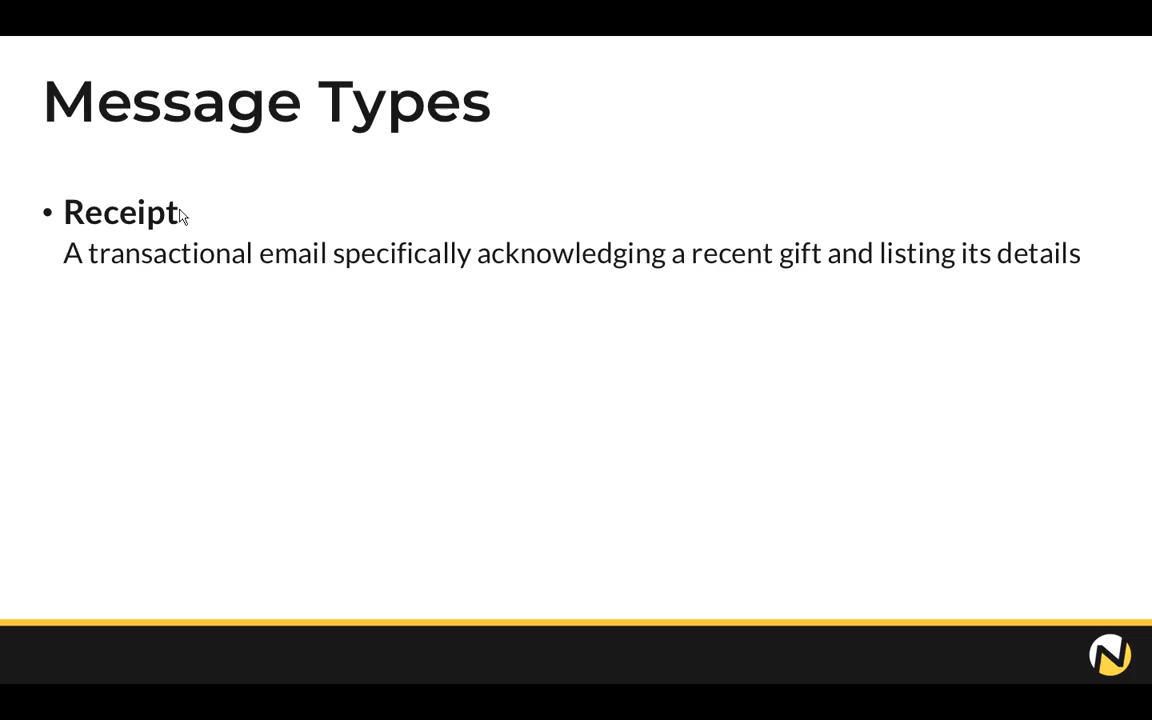 Message Types
• Receipt
A transactional email specifically acknowledging a recent gift and listing its details
N